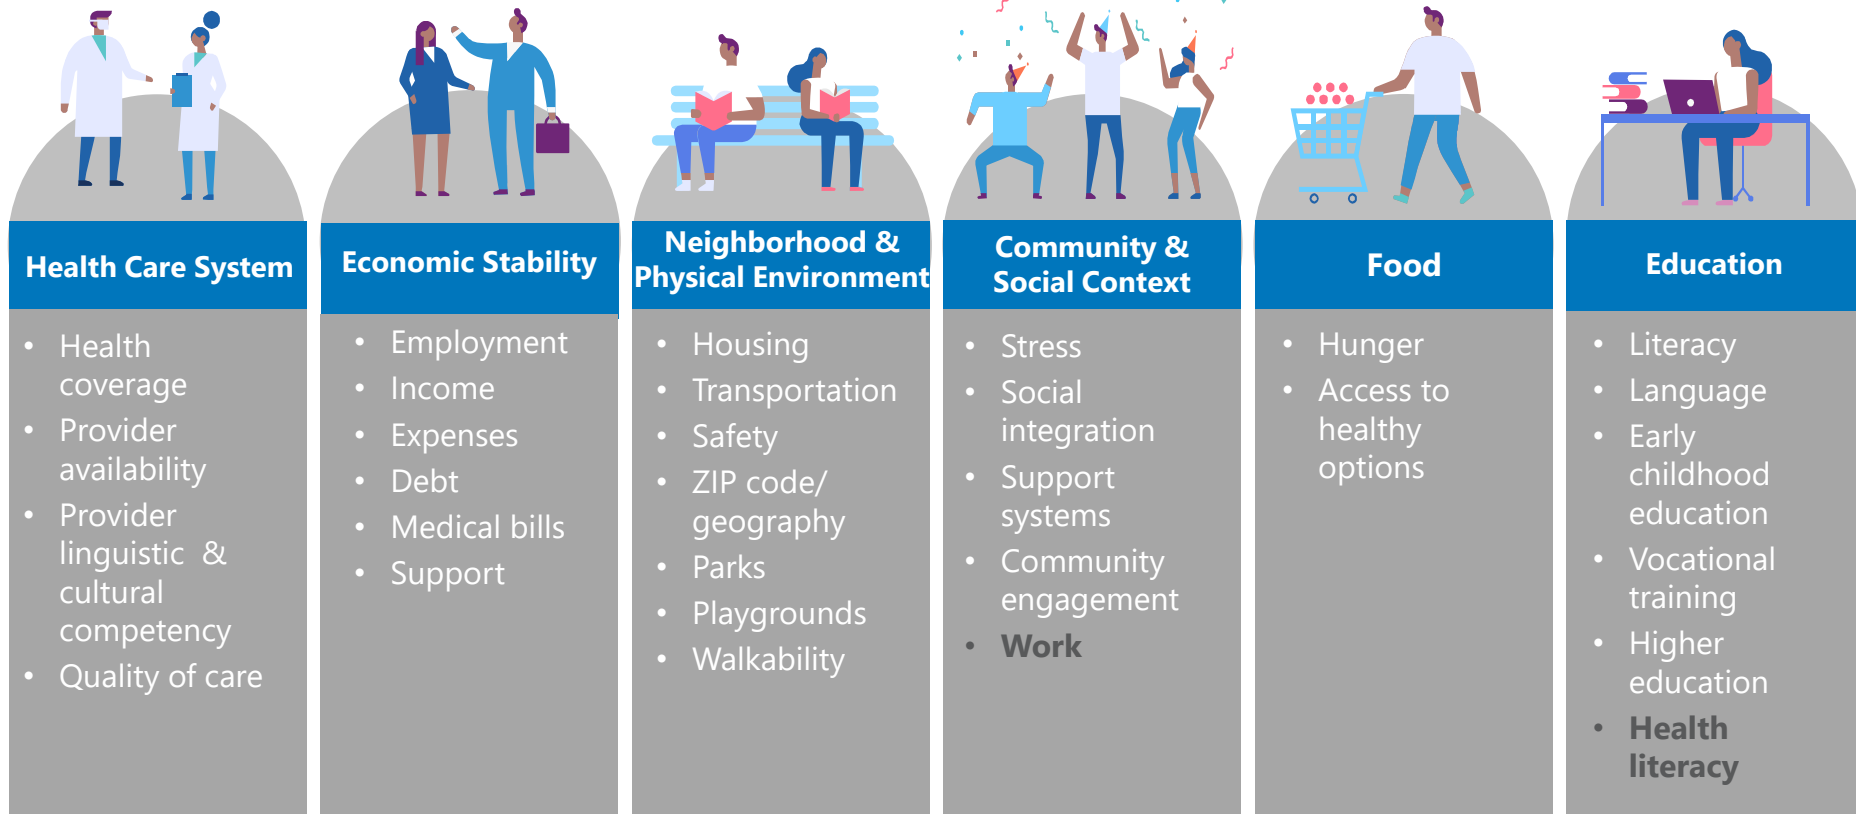 Health Care System
• Health
coverage
• Provider
availability
• Provider
linguistic & 
cultural
competency
• Quality of care
Economic Stability
• Employment
• Income
• Expenses
• Debt
• Medical bills
• Support
Neighborhood &
Physical Environment
• Housing
• Transportation
• Safety
• ZIP code/
geography
• Parks
• Playgrounds
• Walkability
Community &
Social Context
• Stress
• Social
integration
• Support
systems
• Community
engagement
• Work
Food
• Hunger
• Access to
healthy
options
Education
• Literacy
• Language
• Early
childhood
education
• Vocational
training
• Higher
education
• Health
literacy